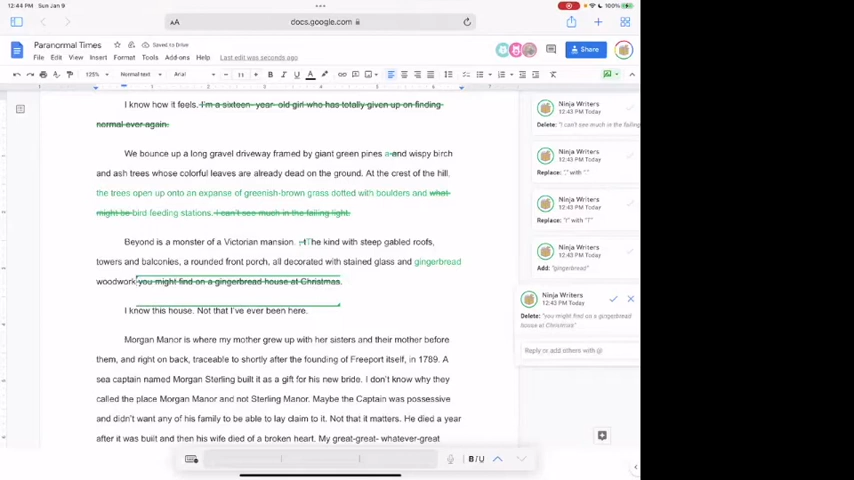 12:44 PM Sun Jan 9
100%
AA
docs.google.com
Paranormal Times
Saved to Drive
File Edit View Insert Format Tools Add-ons Help Last edit was seconds ago
Share
125% Normal text Arial 11 B I U A
I know how it feels. I'm a sixteen- year- old girl who has totally given up on finding
normal ever again.
We bounce up a long gravel driveway framed by giant green pines a and wispy birch
and ash trees whose colorful leaves are already dead on the ground. At the crest of the hill,
the trees open up onto an expanse of greenish-brown grass dotted with boulders and what
might be bird feeding stations. I can't see much in the failing light.
Beyond is a monster of a Victorian mansion. , tThe kind with steep gabled roofs,
towers and balconies, a rounded front porch, all decorated with stained glass and gingerbread
woodwork you might find on a gingerbread house at Christmas.
I know this house. Not that I've ever been here.
Morgan Manor is where my mother grew up with her sisters and their mother before
them, and right on back, traceable to shortly after the founding of Freeport itself, in 1789. A
sea captain named Morgan Sterling built it as a gift for his new bride. I don't know why they
called the place Morgan Manor and not Sterling Manor. Maybe the Captain was possessive
and didn't want any of his family to be able to lay claim to it. Not that it matters. He died a year
after it was built and then his wife died of a broken heart. My great-great- whatever-great
Ninja Writers
12:43 PM Today
Delete: "I can't see much in the failing
Ninja Writers
12:43 PM Today
Replace: "," with "."
Ninja Writers
12:43 PM Today
Replace: "t" with "T"
Ninja Writers
12:43 PM Today
Add: "gingerbread"
Ninja Writers
12:43 PM Today
Delete: "you might find on a gingerbread
house at Christmas"
Reply or add others with @
B I U